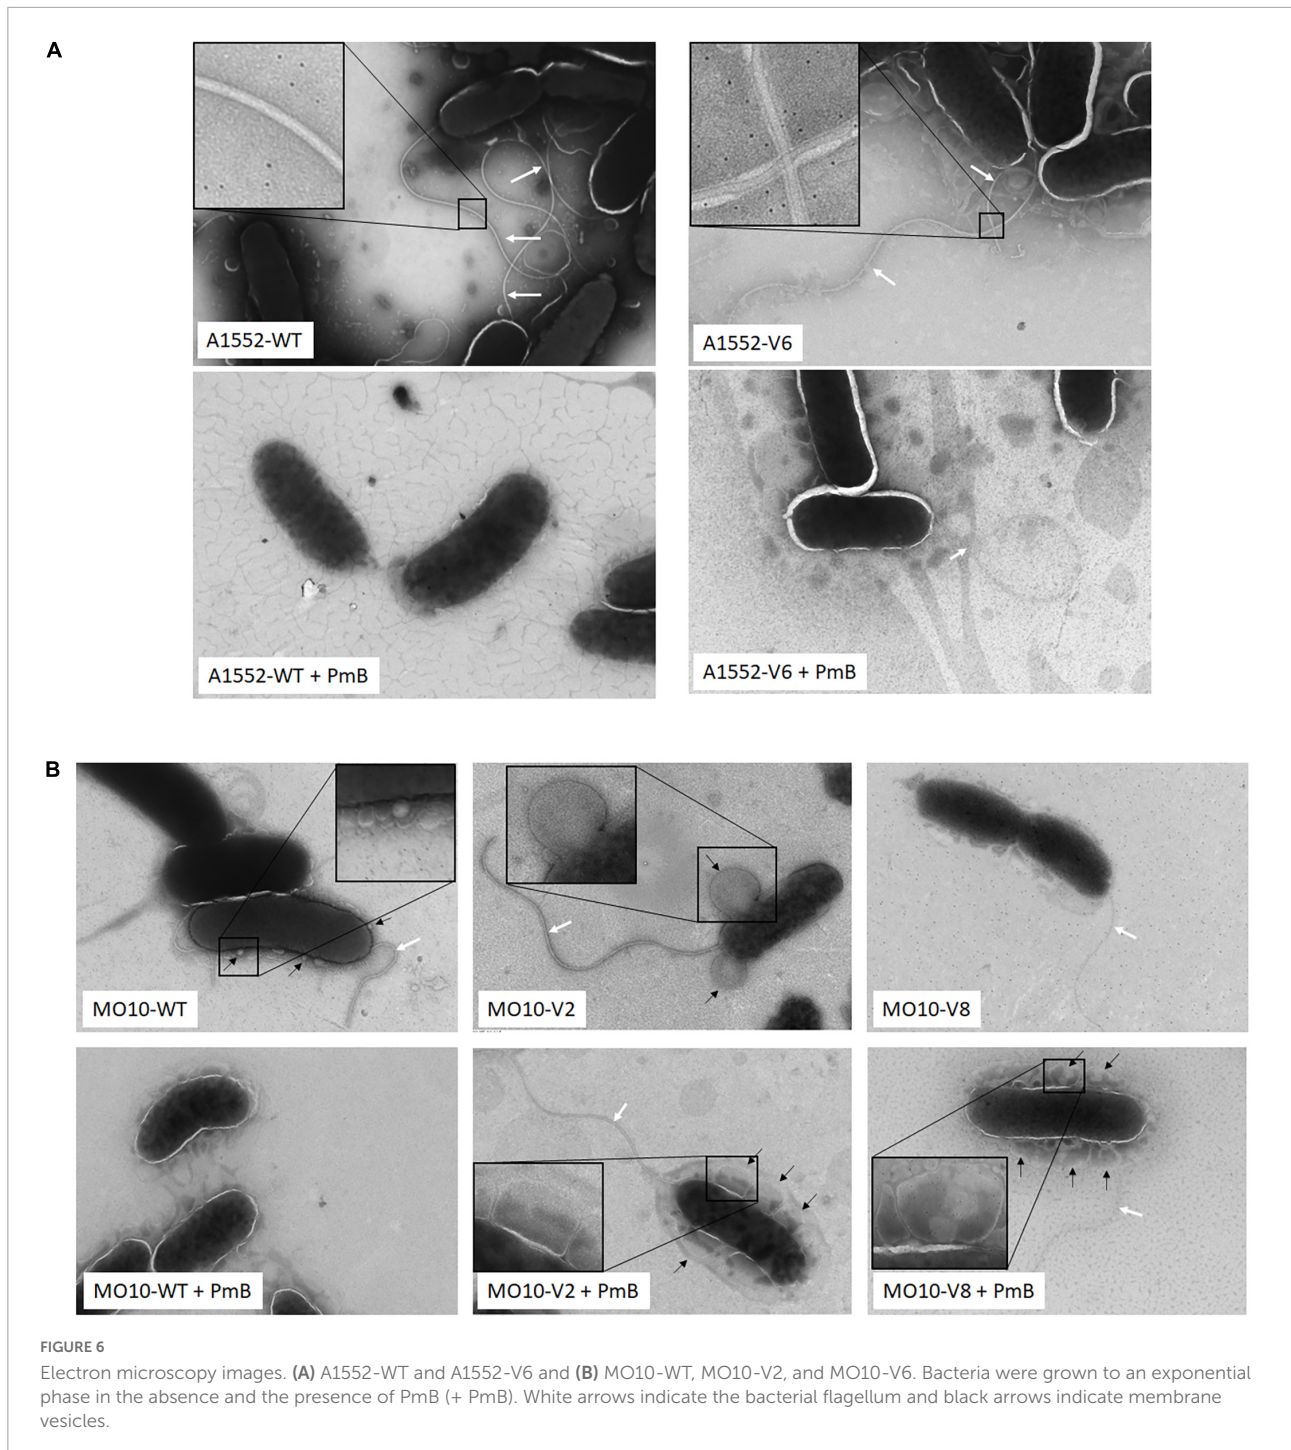 A
A1552-WT
A1552-V6
A1552-WT + PmB
A1552-V6 + PmB
B
MO10-WT
MO10-V2
MO10-V8
MO10-WT + PmB
MO10-V2 + PmB
MO10-V8 + PmB
FIGURE 6
Electron microscopy images. (A) A1552-WT and A1552-V6 and (B) MO10-WT, MO10-V2, and MO10-V6. Bacteria were grown to an exponential
phase in the absence and the presence of PmB (+ PmB). White arrows indicate the bacterial flagellum and black arrows indicate membrane
vesicles.